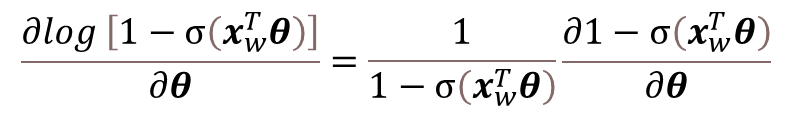 ∂log [1 − σ(𝒙_w^T 𝜽)] / ∂𝜽 = 1 / (1 − σ(𝒙_w^T 𝜽)) ∂1 − σ(𝒙_w^T 𝜽) / ∂𝜽